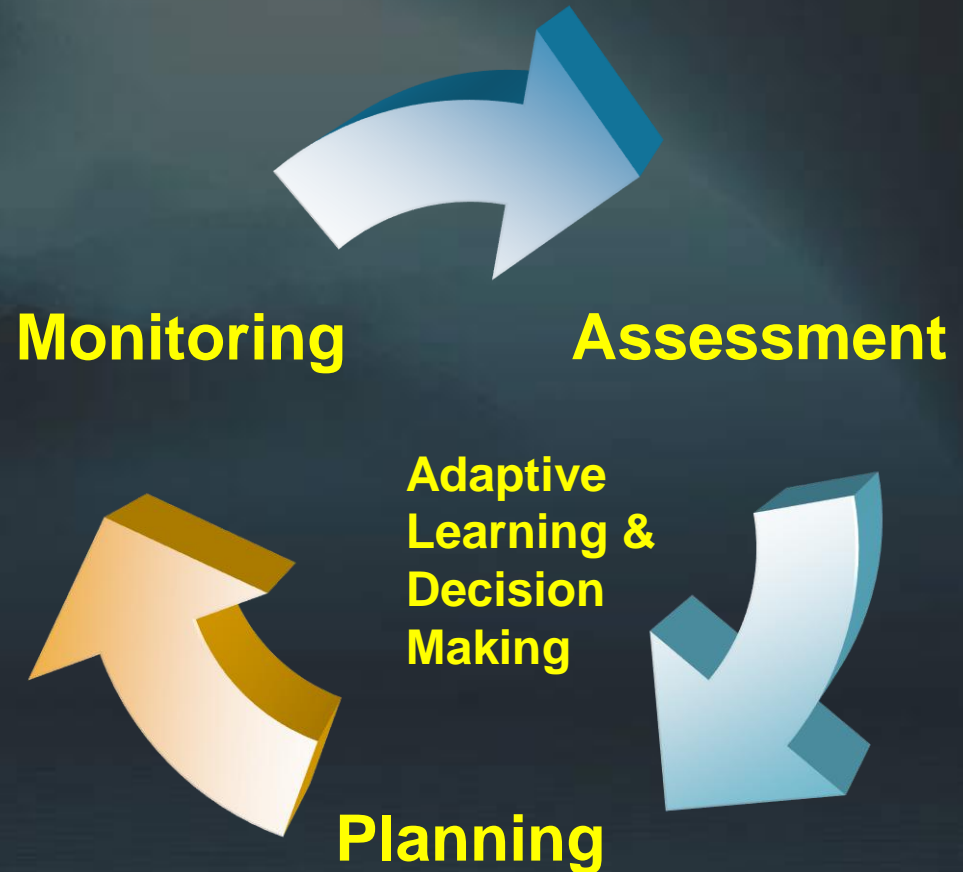 Monitoring
Assessment
Adaptive
Learning &
Decision
Making
Planning